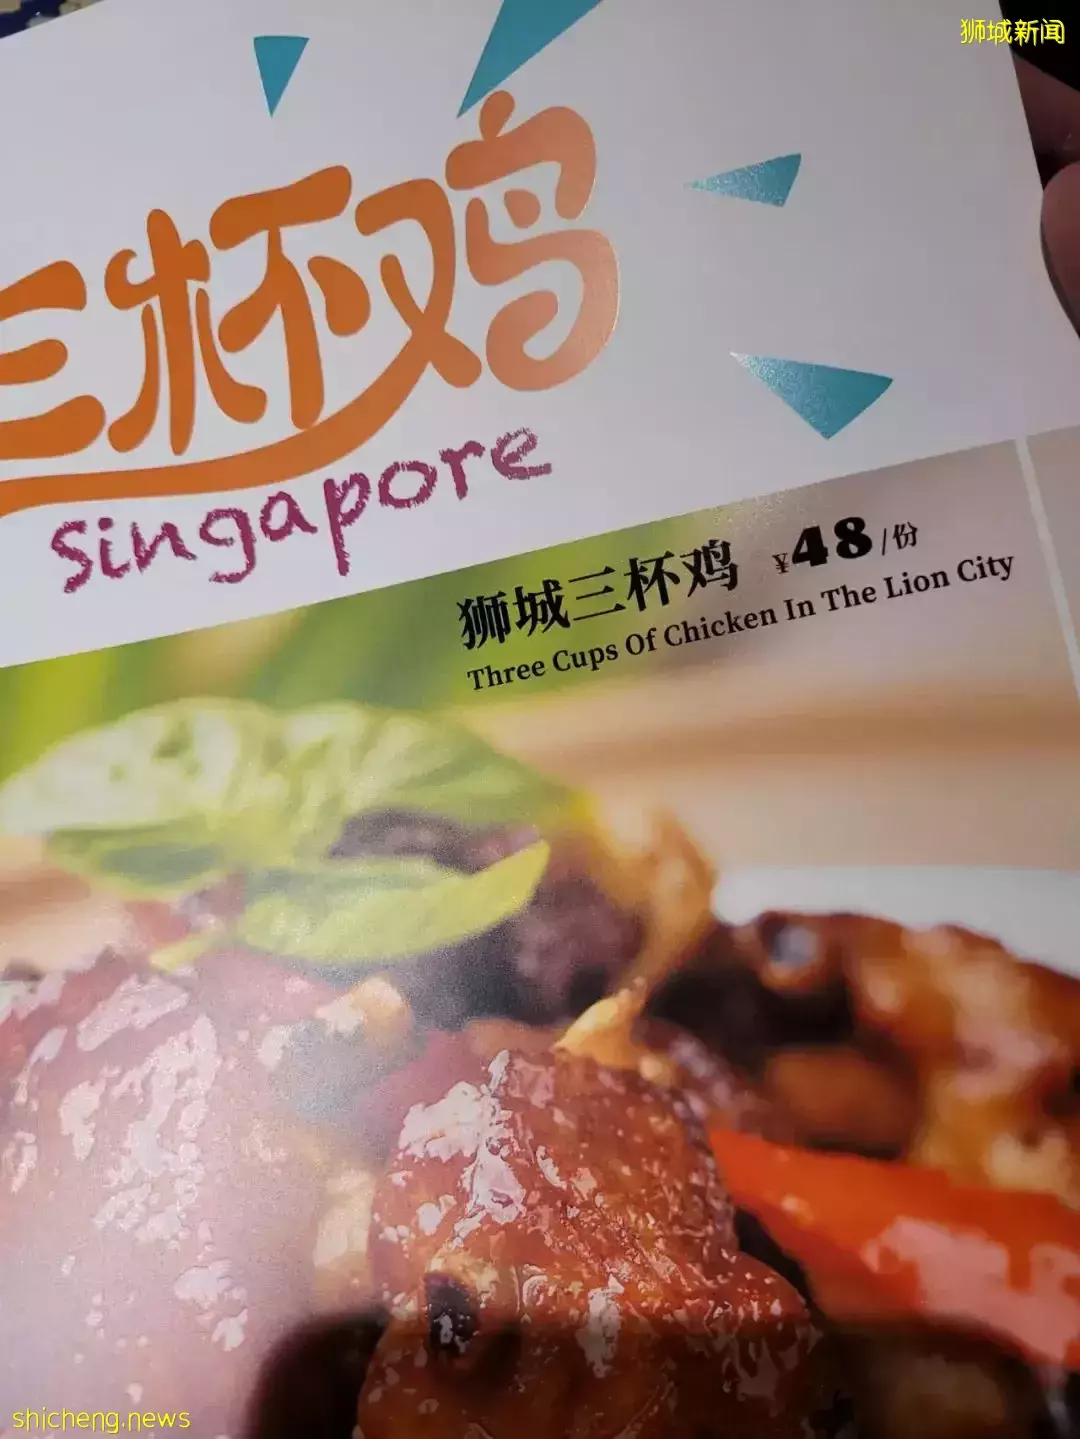 狮城新闻
三杯鸡
singapore
狮城三杯鸡 ¥48/份
Three Cups Of Chicken In The Lion City
shicheng.news